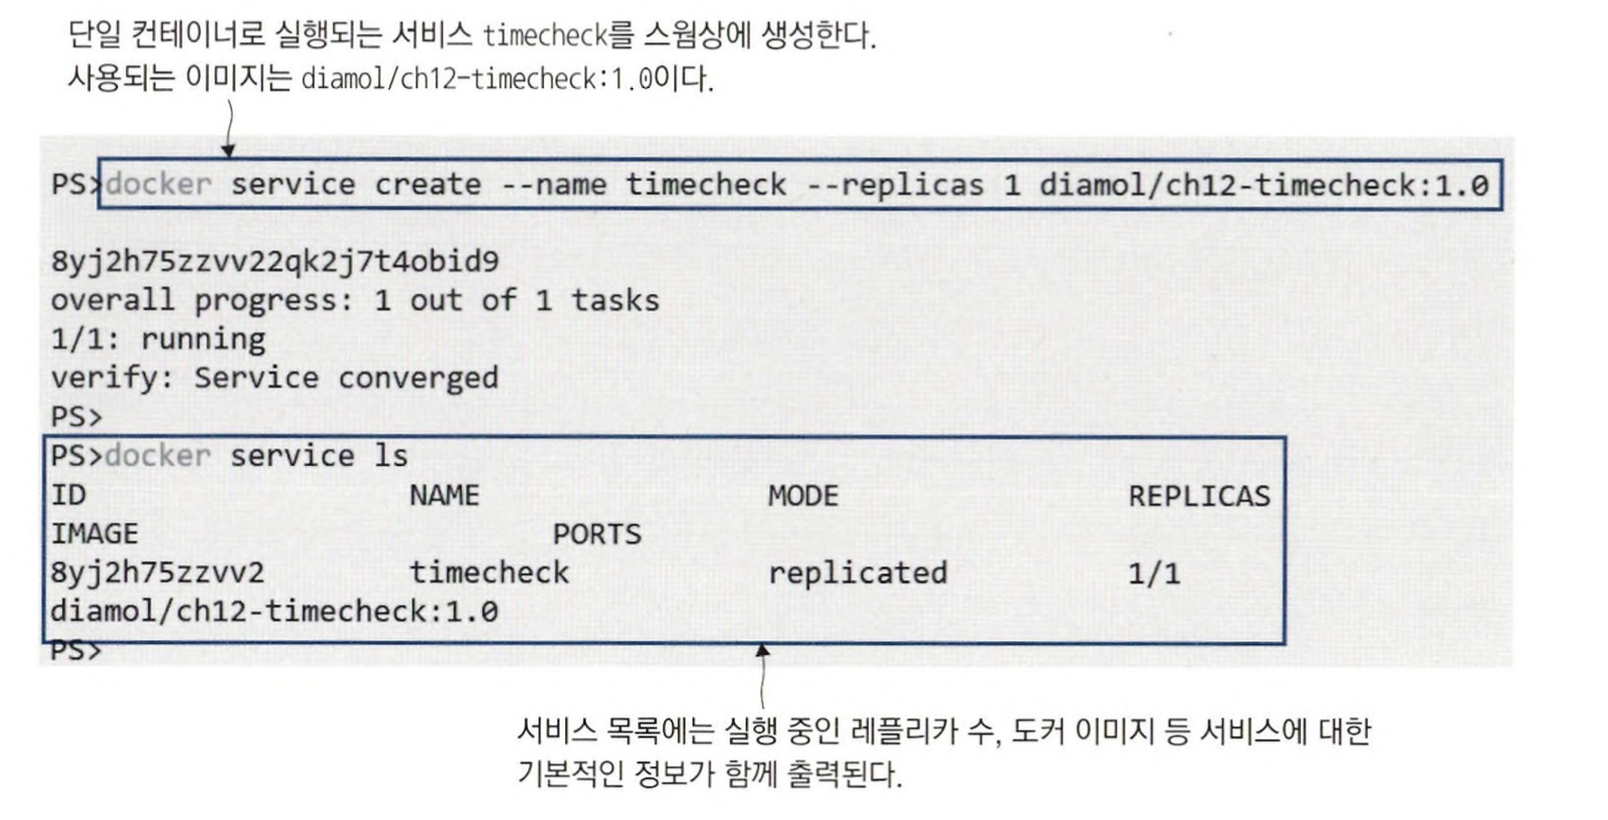 단일 컨테이너로 실행되는 서비스 timecheck를 스웜상에 생성한다.
사용되는 이미지는 diamol/ch12-timecheck:1.0이다.
PS>docker service create --name timecheck --replicas 1 diamol/ch12-timecheck:1.0
8yj2h75zzvv22qk2j7t4obid9
overall progress: 1 out of 1 tasks
1/1: running
verify: Service converged
PS>
PS>docker service ls
ID NAME MODE REPLICAS
IMAGE PORTS
8yj2h75zzvv2 timecheck replicated 1/1
diamol/ch12-timecheck:1.0
PS>
서비스 목록에는 실행 중인 레플리카 수, 도커 이미지 등 서비스에 대한
기본적인 정보가 함께 출력된다.